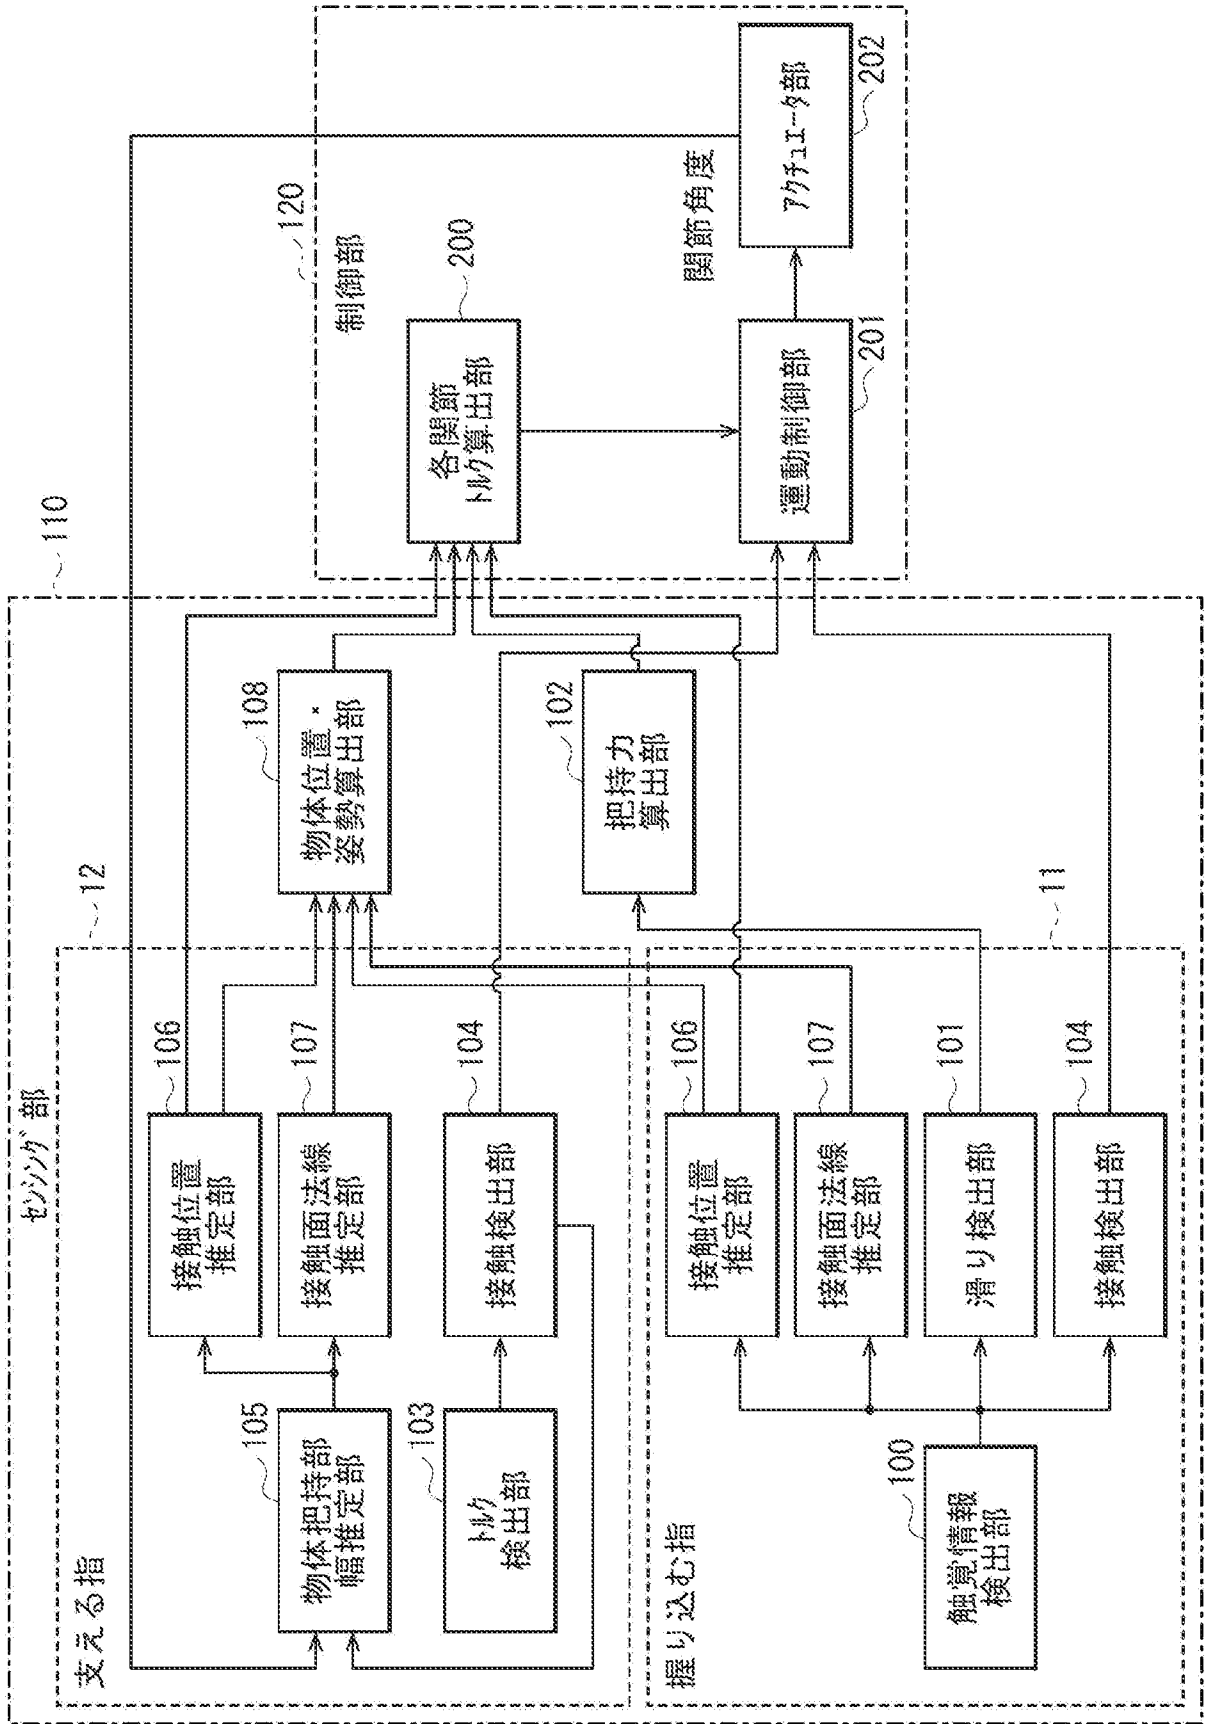 110
センシング部
12
支える指
105
物体把持部
幅推定部
103
トルク
検出部
106
接触位置
推定部
107
接触面法線
推定部
104
接触検出部
108
物体位置・
姿勢算出部
102
把持力
算出部
11
握り込む指
100
触覚情報
検出部
106
接触位置
推定部
107
接触面法線
推定部
101
滑り検出部
104
接触検出部
120
制御部
200
各関節
トルク算出部
201
運動制御部
関節角度
202
アクチュエータ部